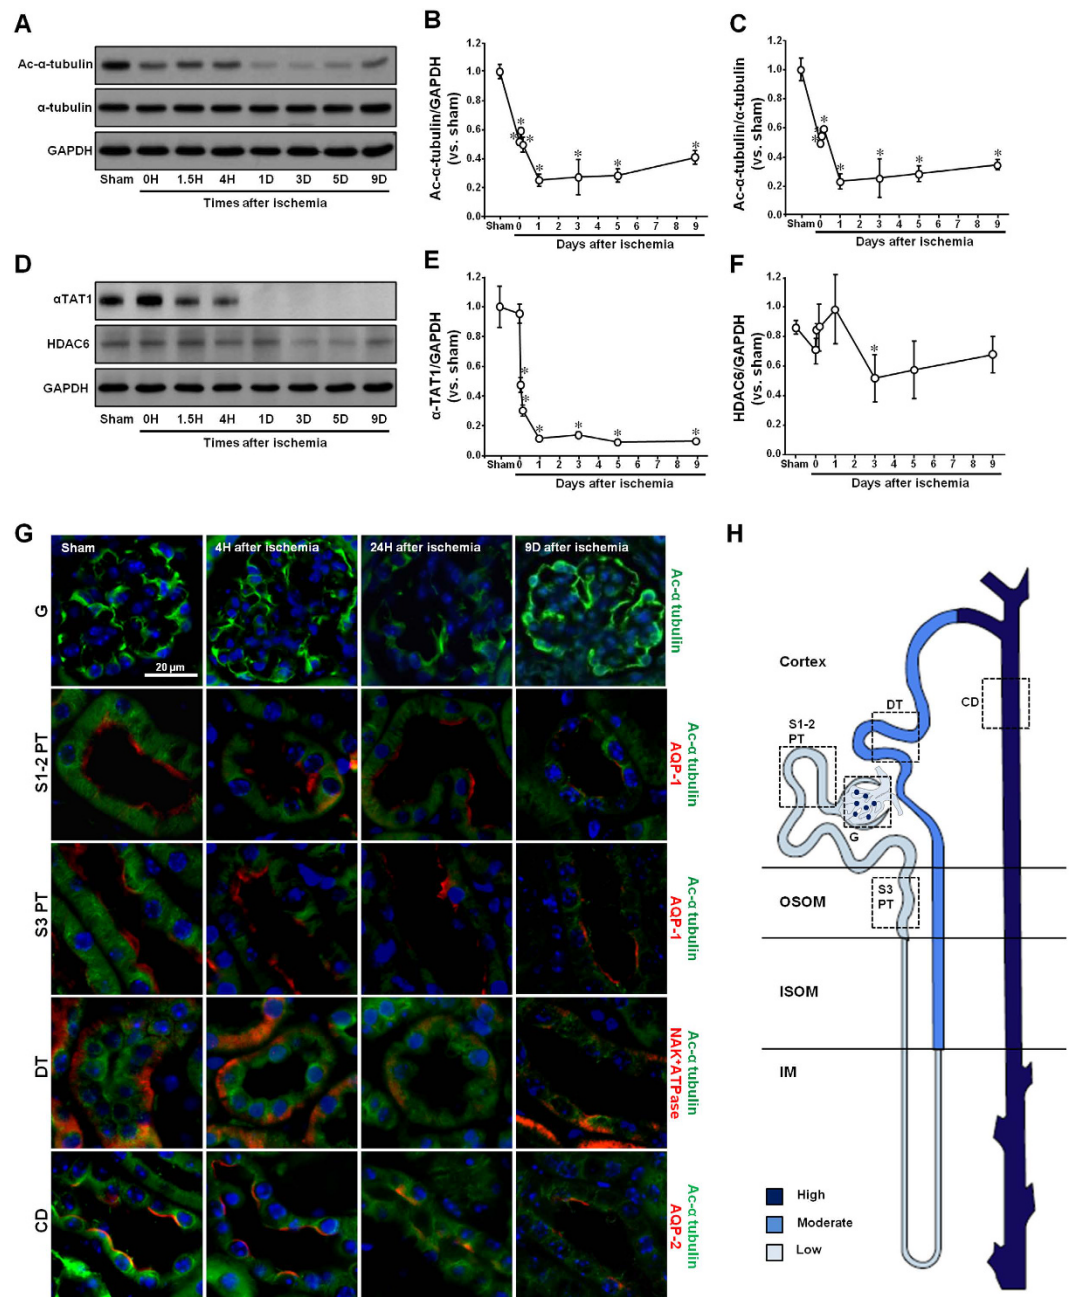 A
Ac-α-tubulin
α-tubulin
GAPDH
Sham 0H 1.5H 4H 1D 3D 5D 9D
Times after ischemia
B
Ac-α-tubulin/GAPDH
(vs. sham)
1.2
1.0
0.8
0.6
0.4
0.2
0.0
* * * * * * *
Sham 0 1 2 3 4 5 6 7 8 9
Days after ischemia
C
Ac-α-tubulin/α-tubulin
(vs. sham)
1.2
1.0
0.8
0.6
0.4
0.2
0.0
* * * * * *
Sham 0 1 2 3 4 5 6 7 8 9
Days after ischemia
D
αTAT1
HDAC6
GAPDH
Sham 0H 1.5H 4H 1D 3D 5D 9D
Times after ischemia
E
α-TAT1/GAPDH
(vs. sham)
1.2
1.0
0.8
0.6
0.4
0.2
0.0
* * * * * *
Sham 0 1 2 3 4 5 6 7 8 9
Days after ischemia
F
HDAC6/GAPDH
(vs. sham)
1.2
1.0
0.8
0.6
0.4
0.2
0.0
*
Sham 0 1 2 3 4 5 6 7 8 9
Days after ischemia
G
Sham
4H after ischemia
24H after ischemia
9D after ischemia
G
20 μm
Ac-α tubulin
S1-2 PT
Ac-α tubulin
AQP-1
S3 PT
Ac-α tubulin
AQP-1
DT
Ac-α tubulin
NAK⁺ATPase
CD
Ac-α tubulin
AQP-2
H
Cortex
CD
DT
S1-2
PT
G
S3
PT
OSOM
ISOM
IM
High
Moderate
Low